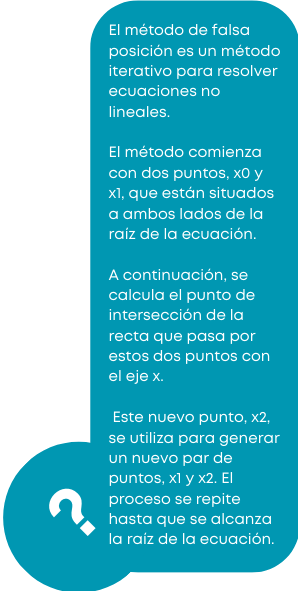 El método de falsa
posición es un método
iterativo para resolver
ecuaciones no
lineales.
El método comienza
con dos puntos, x0 y
x1, que están situados
a ambos lados de la
raíz de la ecuación.
A continuación, se
calcula el punto de
intersección de la
recta que pasa por
estos dos puntos con
el eje x.
Este nuevo punto, x2,
se utiliza para generar
un nuevo par de
puntos, x1 y x2. El
proceso se repite
hasta que se alcanza
la raíz de la ecuación.
?